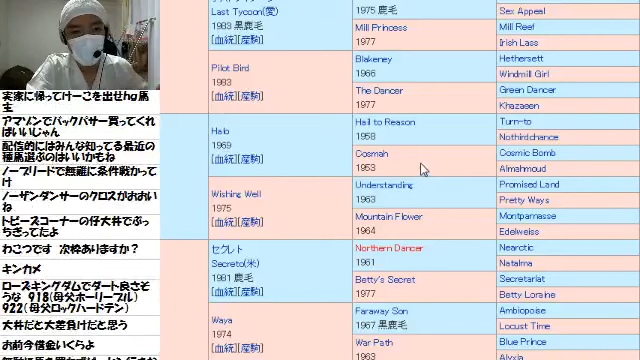 Last Tycoon(愛)
1983 黒鹿毛
[血統][産駒]
1975 鹿毛
Sex Appeal
Mill Princess
1977
Mill Reef
Irish Lass
Pilot Bird
1983
[血統][産駒]
Blakeney
1966
Hethersett
Windmill Girl
The Dancer
1977
Green Dancer
Khazaeen
Halo
1969
[血統][産駒]
Hail to Reason
1958
Turn-to
Nothirdchance
Cosmah
1953
Cosmic Bomb
Almahmoud
Wishing Well
1975
[血統][産駒]
Understanding
1963
Promised Land
Pretty Ways
Mountain Flower
1964
Montparnasse
Edelweiss
セクレト
Secreto(米)
1981 鹿毛
[血統][産駒]
Northern Dancer
1961
Nearctic
Natalma
Betty's Secret
1977
Secretariat
Betty Loraine
Waya
1974
[血統][産駒]
Faraway Son
1967 黒鹿毛
Ambiopoise
Locust Time
War Path
1963
Blue Prince
Alyxia
実家に帰ってけーこを出せhg馬
主
アマゾンでバックパサー買ってくれ
ばいいじゃん
配信的にはみんな知ってる最近の
種馬選ぶのはいいかもね
ノーブリードで無難に条件戦かって
け
ノーザンダンサーのクロスがおおい
ね
トビーズコーナーの仔大井でぶっ
ちぎってたよ
わこつです 次枠ありますか?
キンカメ
ローズキングダムでダート良さそ
うな 918(母父ホーリーブル)
922(母父ロックハードテン)
大井だと大差負けだと思う
お前今借金いくらよ